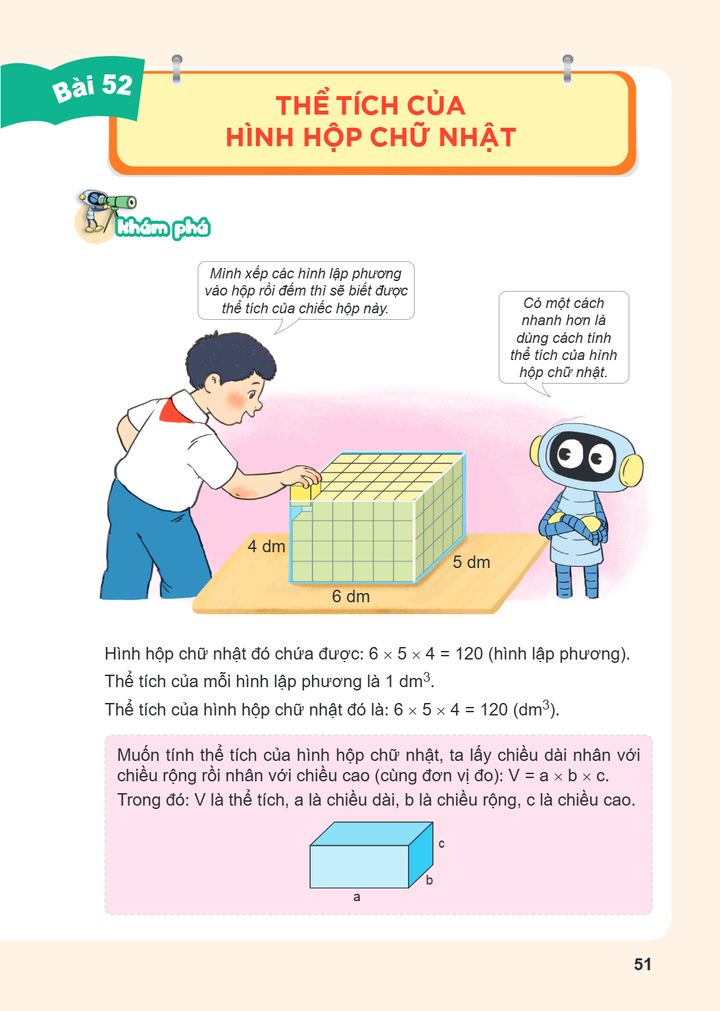 Bài 52
THỂ TÍCH CỦA
HÌNH HỘP CHỮ NHẬT
Khám phá
Mình xếp các hình lập phương
vào hộp rồi đếm thì sẽ biết được
thể tích của chiếc hộp này.
Có một cách
nhanh hơn là
dùng cách tính
thể tích của hình
hộp chữ nhật.
4 dm
5 dm
6 dm
Hình hộp chữ nhật đó chứa được: 6 × 5 × 4 = 120 (hình lập phương).
Thể tích của mỗi hình lập phương là 1 dm³.
Thể tích của hình hộp chữ nhật đó là: 6 × 5 × 4 = 120 (dm³).
Muốn tính thể tích của hình hộp chữ nhật, ta lấy chiều dài nhân với
chiều rộng rồi nhân với chiều cao (cùng đơn vị đo): V = a × b × c.
Trong đó: V là thể tích, a là chiều dài, b là chiều rộng, c là chiều cao.
c
b
a
51